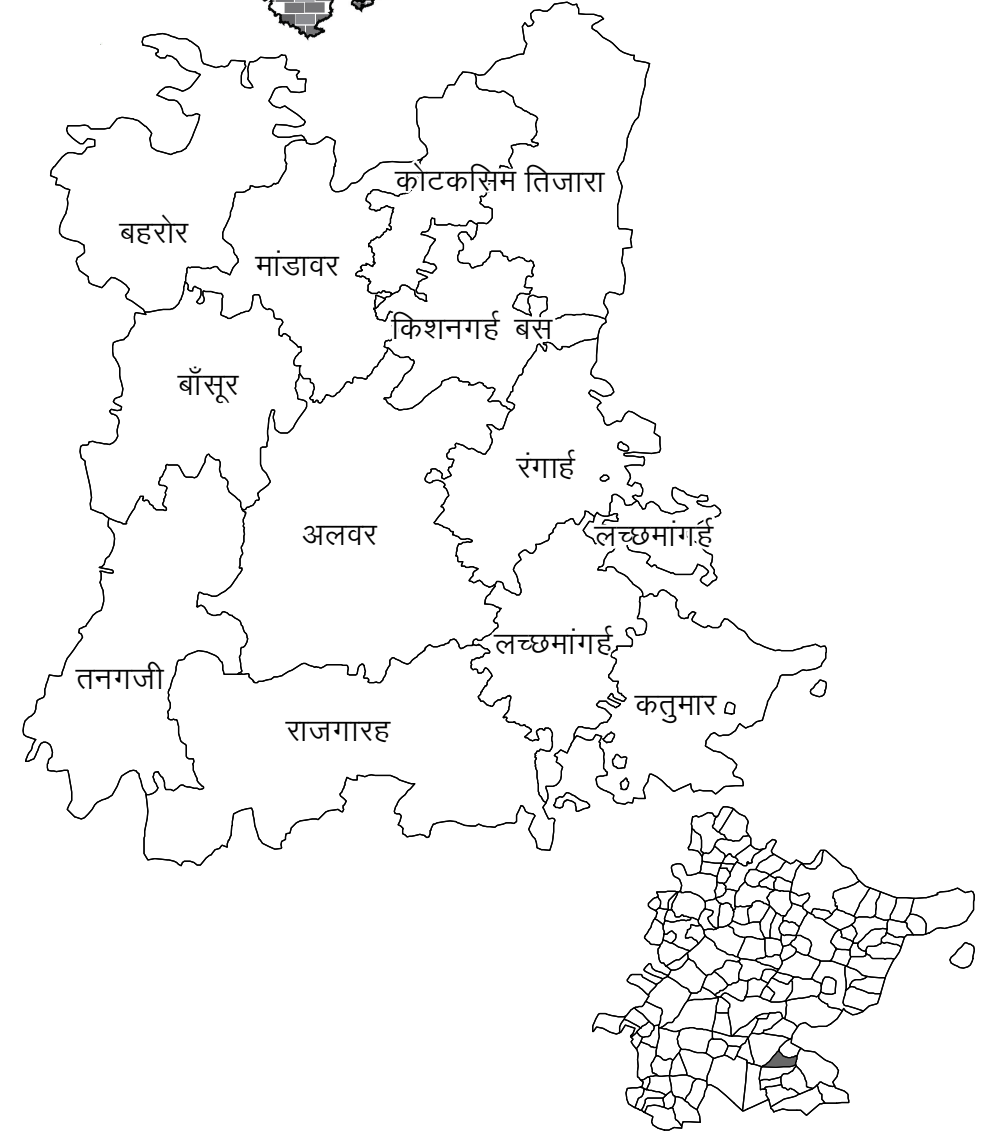 कोटकसिम तिजारा
बहरोर
मांडावर
किशनगर्ह बस
बाँसूर
रंगार्ह
अलवर
लच्छमांगर्ह
लच्छमांगर्ह
तनगजी
कतुमार
राजगारह